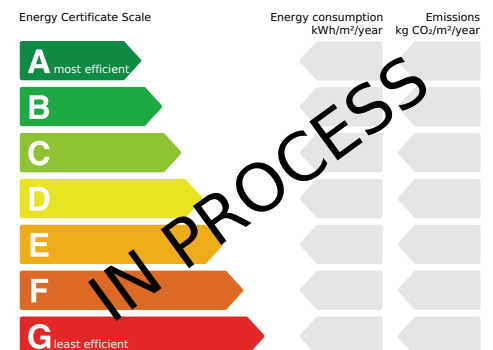 Energy Certificate Scale
Energy consumption
kWh/m²/year
Emissions
kg CO₂/m²/year
A most efficient
B
C
D
E
F
G least efficient
IN PROCESS